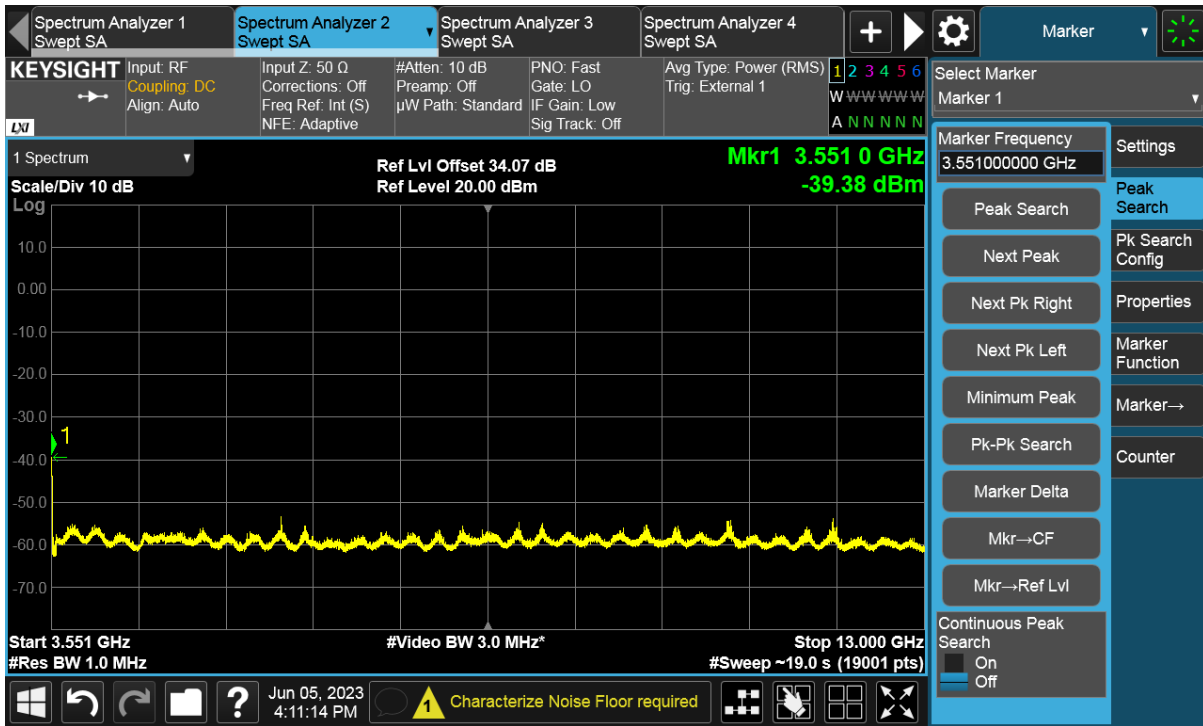 Spectrum Analyzer 1
Swept SA
Spectrum Analyzer 2
Swept SA
Spectrum Analyzer 3
Swept SA
Spectrum Analyzer 4
Swept SA
+
Marker
KEYSIGHT
LXI
Input: RF
Coupling: DC
Align: Auto
Input Z: 50 Ω
Corrections: Off
Freq Ref: Int (S)
NFE: Adaptive
#Atten: 10 dB
Preamp: Off
µW Path: Standard
PNO: Fast
Gate: LO
IF Gain: Low
Sig Track: Off
Avg Type: Power (RMS)
Trig: External 1
1 2 3 4 5 6
W W W W W W
A N N N N N
Select Marker
Marker 1
1 Spectrum
Scale/Div 10 dB
Log
Ref Lvl Offset 34.07 dB
Ref Level 20.00 dBm
Mkr1 3.551 0 GHz
-39.38 dBm
10.0
0.00
-10.0
-20.0
-30.0
-40.0
-50.0
-60.0
-70.0
1
Start 3.551 GHz
#Res BW 1.0 MHz
#Video BW 3.0 MHz*
Stop 13.000 GHz
#Sweep ~19.0 s (19001 pts)
Marker Frequency
3.551000000 GHz
Peak Search
Next Peak
Next Pk Right
Next Pk Left
Minimum Peak
Pk-Pk Search
Marker Delta
Mkr→CF
Mkr→Ref Lvl
Continuous Peak
Search
On
Off
Settings
Peak
Search
Pk Search
Config
Properties
Marker
Function
Marker→
Counter
?
Jun 05, 2023
4:11:14 PM
1
Characterize Noise Floor required